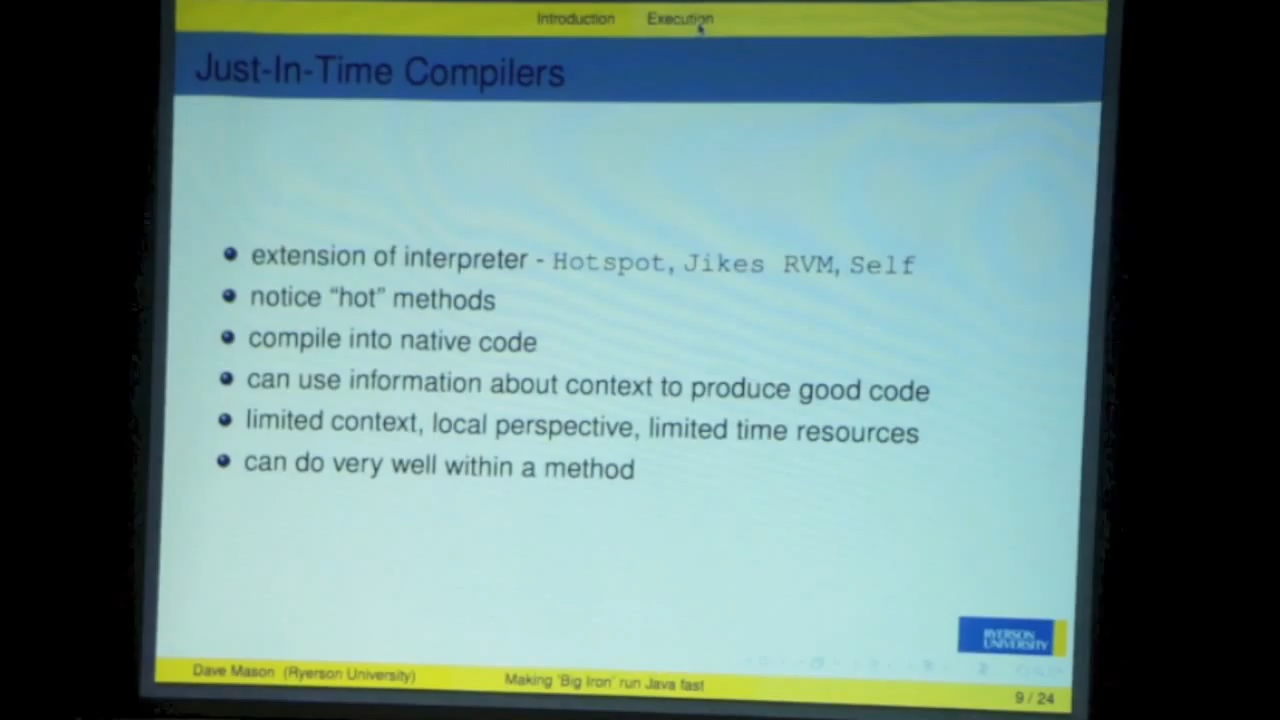 Introduction Execution
Just-In-Time Compilers
extension of interpreter - Hotspot, Jikes RVM, Self
notice “hot” methods
compile into native code
can use information about context to produce good code
limited context, local perspective, limited time resources
can do very well within a method
RYERSON
UNIVERSITY
Dave Mason (Ryerson University) Making 'Big Iron' run Java fast 9 / 24